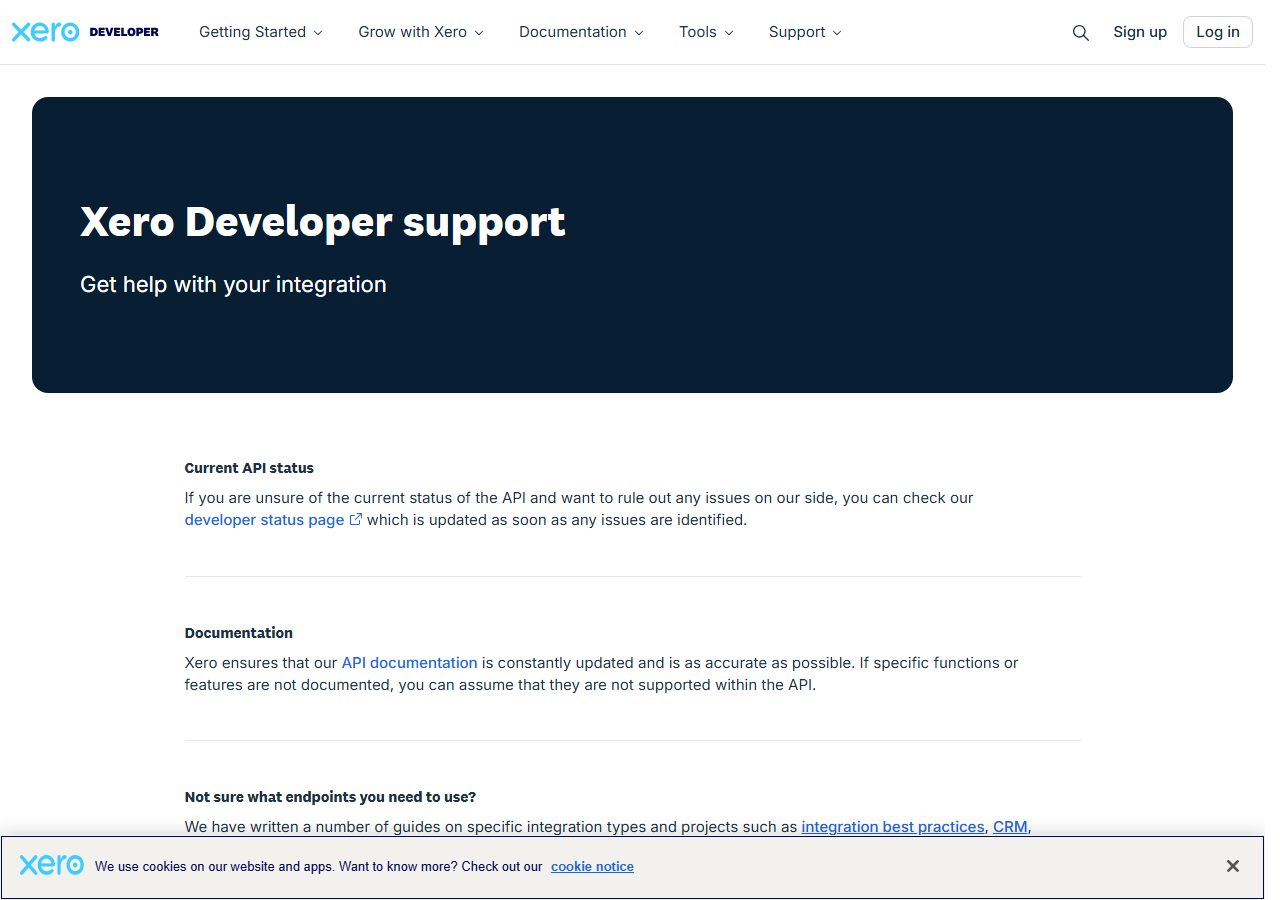 xero DEVELOPER Getting Started Grow with Xero Documentation Tools Support Sign up Log in
Xero Developer support
Get help with your integration
Current API status
If you are unsure of the current status of the API and want to rule out any issues on our side, you can check our
developer status page which is updated as soon as any issues are identified.
Documentation
Xero ensures that our API documentation is constantly updated and is as accurate as possible. If specific functions or
features are not documented, you can assume that they are not supported within the API.
Not sure what endpoints you need to use?
We have written a number of guides on specific integration types and projects such as integration best practices, CRM,
xero We use cookies on our website and apps. Want to know more? Check out our cookie notice